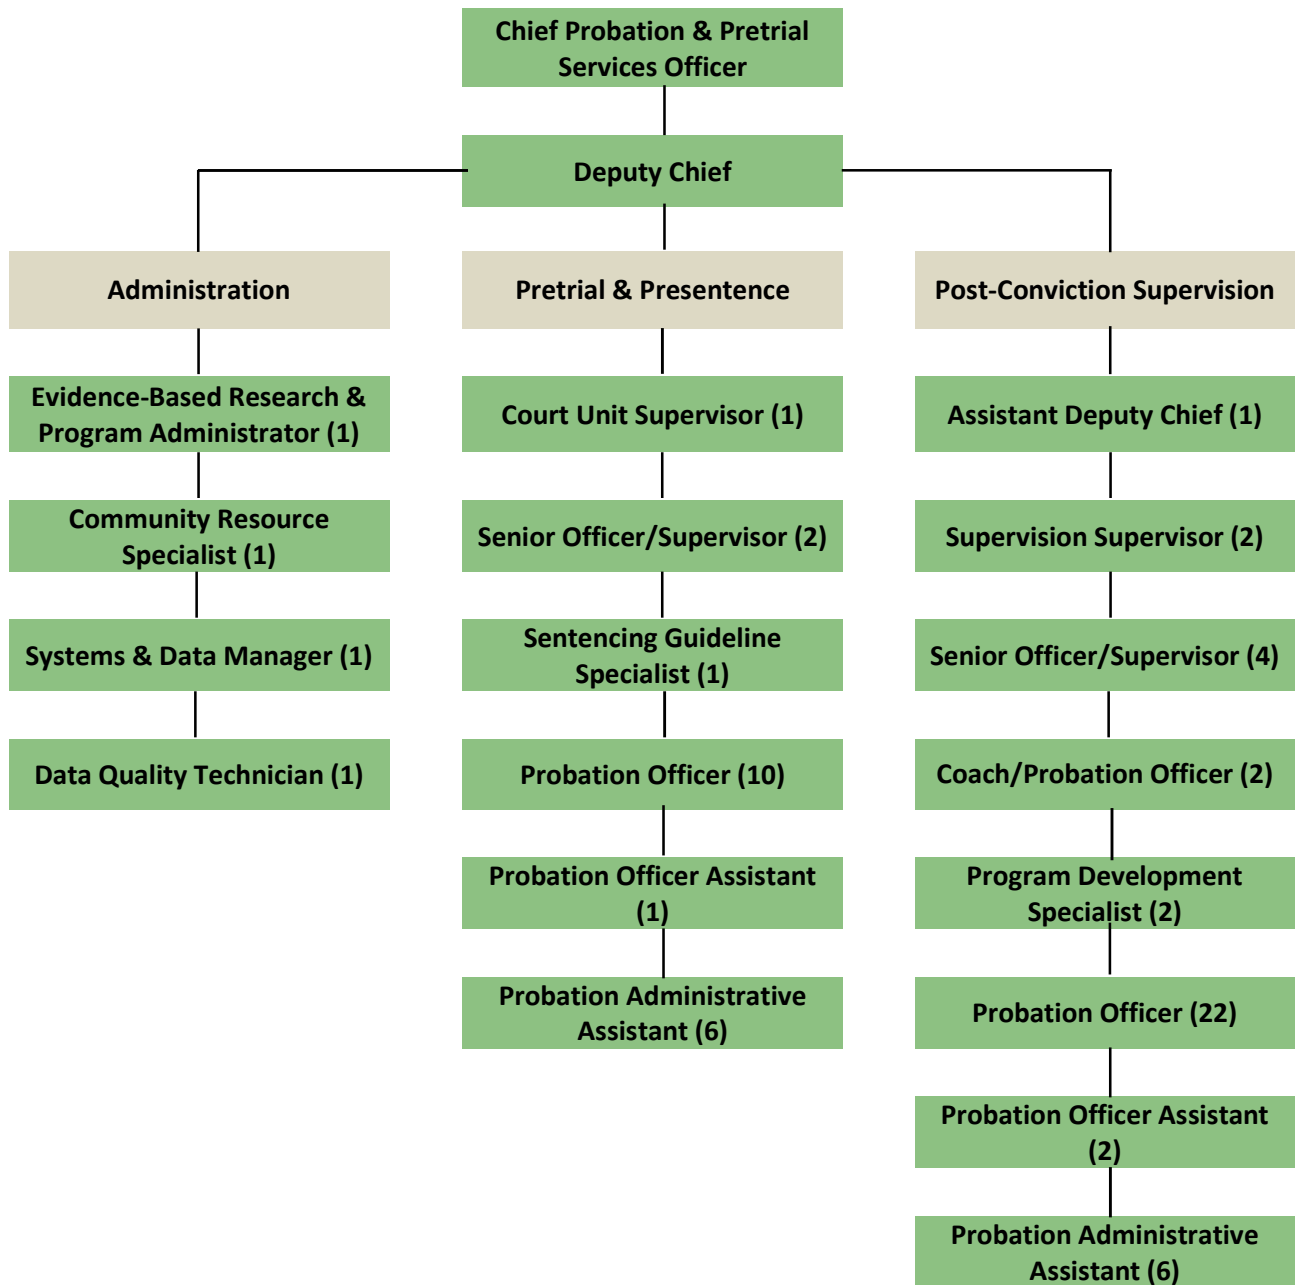 Chief Probation & Pretrial
Services Officer
Deputy Chief
Administration
Evidence-Based Research &
Program Administrator (1)
Community Resource
Specialist (1)
Systems & Data Manager (1)
Data Quality Technician (1)
Pretrial & Presentence
Court Unit Supervisor (1)
Senior Officer/Supervisor (2)
Sentencing Guideline
Specialist (1)
Probation Officer (10)
Probation Officer Assistant
(1)
Probation Administrative
Assistant (6)
Post-Conviction Supervision
Assistant Deputy Chief (1)
Supervision Supervisor (2)
Senior Officer/Supervisor (4)
Coach/Probation Officer (2)
Program Development
Specialist (2)
Probation Officer (22)
Probation Officer Assistant
(2)
Probation Administrative
Assistant (6)